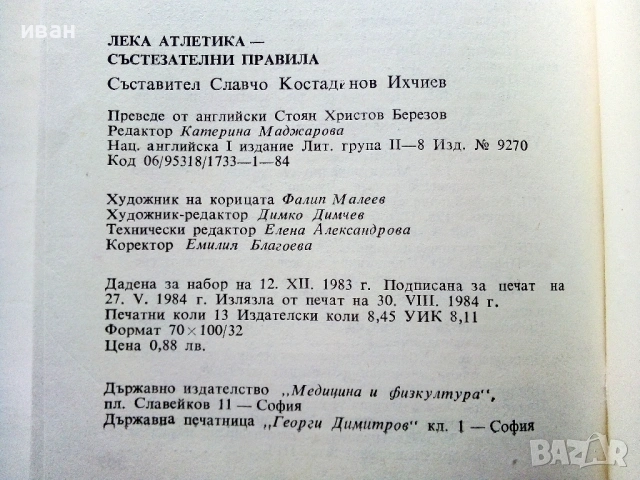 иван
ЛЕКА АТЛЕТИКА —
СЪСТЕЗАТЕЛНИ ПРАВИЛА
Съставител Славчо Костадинов Ихчиев
Преведе от английски Стоян Христов Березов
Редактор Катерина Маджарова
Нац. английска I издание Лит. група II—8 Изд. № 9270
Код 06/95318/1733—1—84
Художник на корицата Фалип Малеев
Художник-редактор Димко Димчев
Технически редактор Елена Александрова
Коректор Емилия Благоева
Дадена за набор на 12. XII. 1983 г. Подписана за печат на
27. V. 1984 г. Излязла от печат на 30. VIII. 1984 г.
Печатни коли 13 Издателски коли 8,45 УИК 8,11
Формат 70×100/32
Цена 0,88 лв.
Държавно издателство „Медицина и физкултура“,
пл. Славейков 11 — София
Държавна печатница „Георги Димитров“ кл. 1 — София
BAZAR